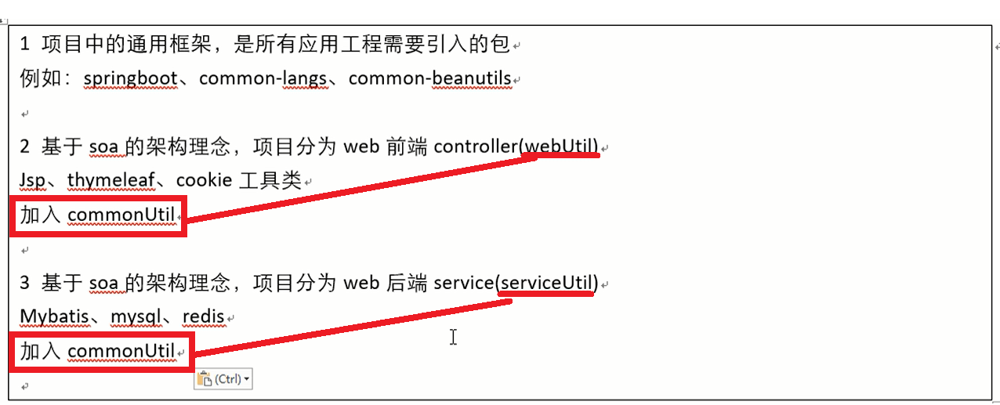 1 项目中的通用框架，是所有应用工程需要引入的包
例如：springboot、common-langs、common-beanutils
2 基于 soa 的架构理念，项目分为 web 前端 controller(webUtil)
Jsp、thymeleaf、cookie 工具类
加入 commonUtil
3 基于 soa 的架构理念，项目分为 web 后端 service(serviceUtil)
Mybatis、mysql、redis
加入 commonUtil
(Ctrl)